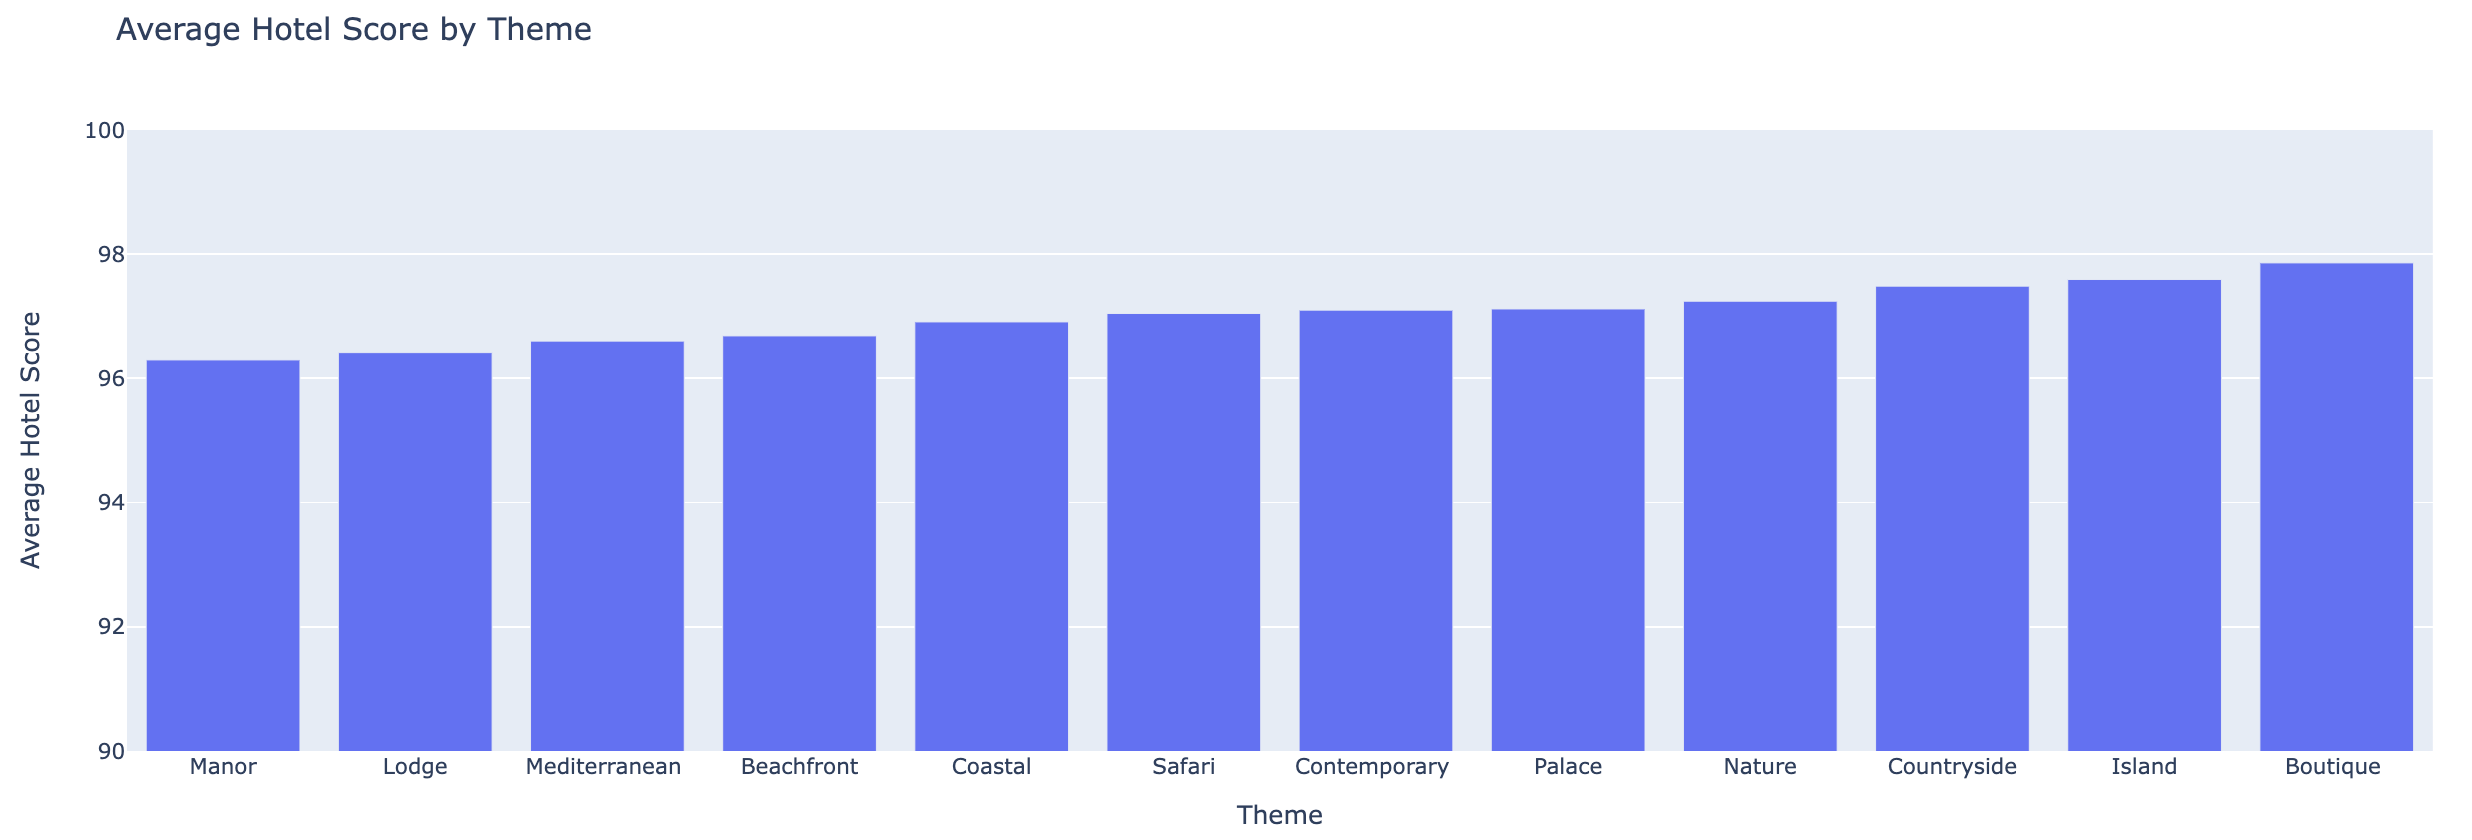 Average Hotel Score by Theme
100
98
96
94
92
90
Average Hotel Score
Manor Lodge Mediterranean Beachfront Coastal Safari Contemporary Palace Nature Countryside Island Boutique
Theme